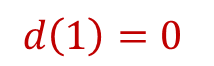 d(1) = 0